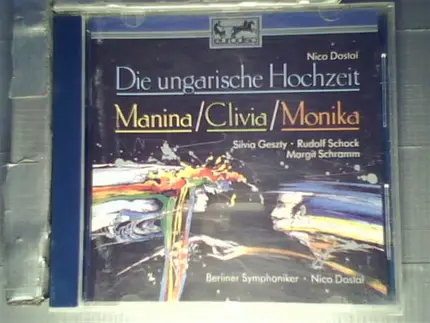 eurodisc
Nico Dostal
Die ungarische Hochzeit
Manina/Clivia/Monika
Silvia Geszty · Rudolf Schock
Margit Schramm
Berliner Symphoniker · Nico Dostal